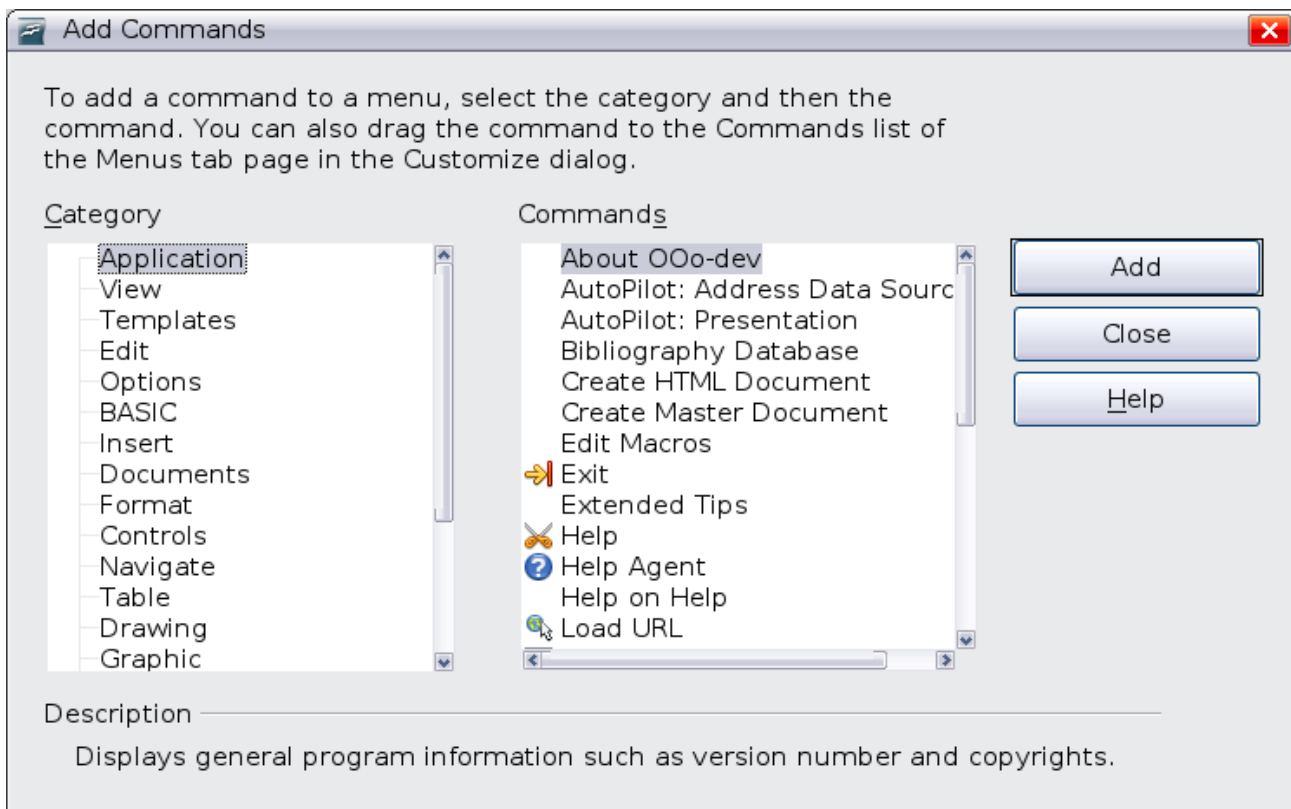 Add Commands
To add a command to a menu, select the category and then the
command. You can also drag the command to the Commands list of
the Menus tab page in the Customize dialog.
Category
Application
View
Templates
Edit
Options
BASIC
Insert
Documents
Format
Controls
Navigate
Table
Drawing
Graphic
Commands
About OOo-dev
AutoPilot: Address Data Sourc
AutoPilot: Presentation
Bibliography Database
Create HTML Document
Create Master Document
Edit Macros
Exit
Extended Tips
Help
Help Agent
Help on Help
Load URL
Add
Close
Help
Description
Displays general program information such as version number and copyrights.